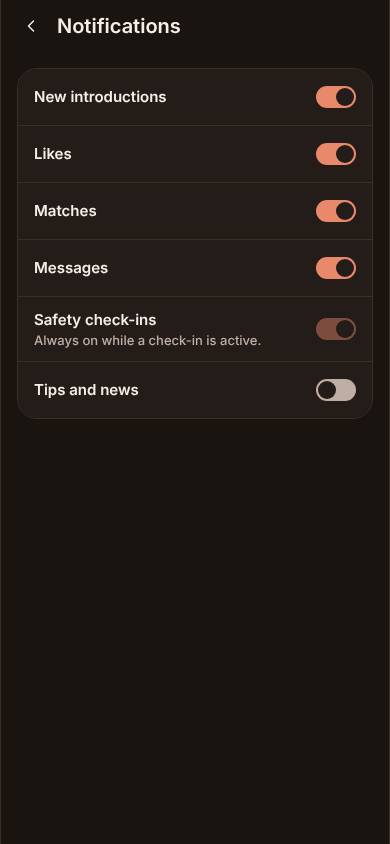 Notifications
New introductions
Likes
Matches
Messages
Safety check-ins
Always on while a check-in is active.
Tips and news